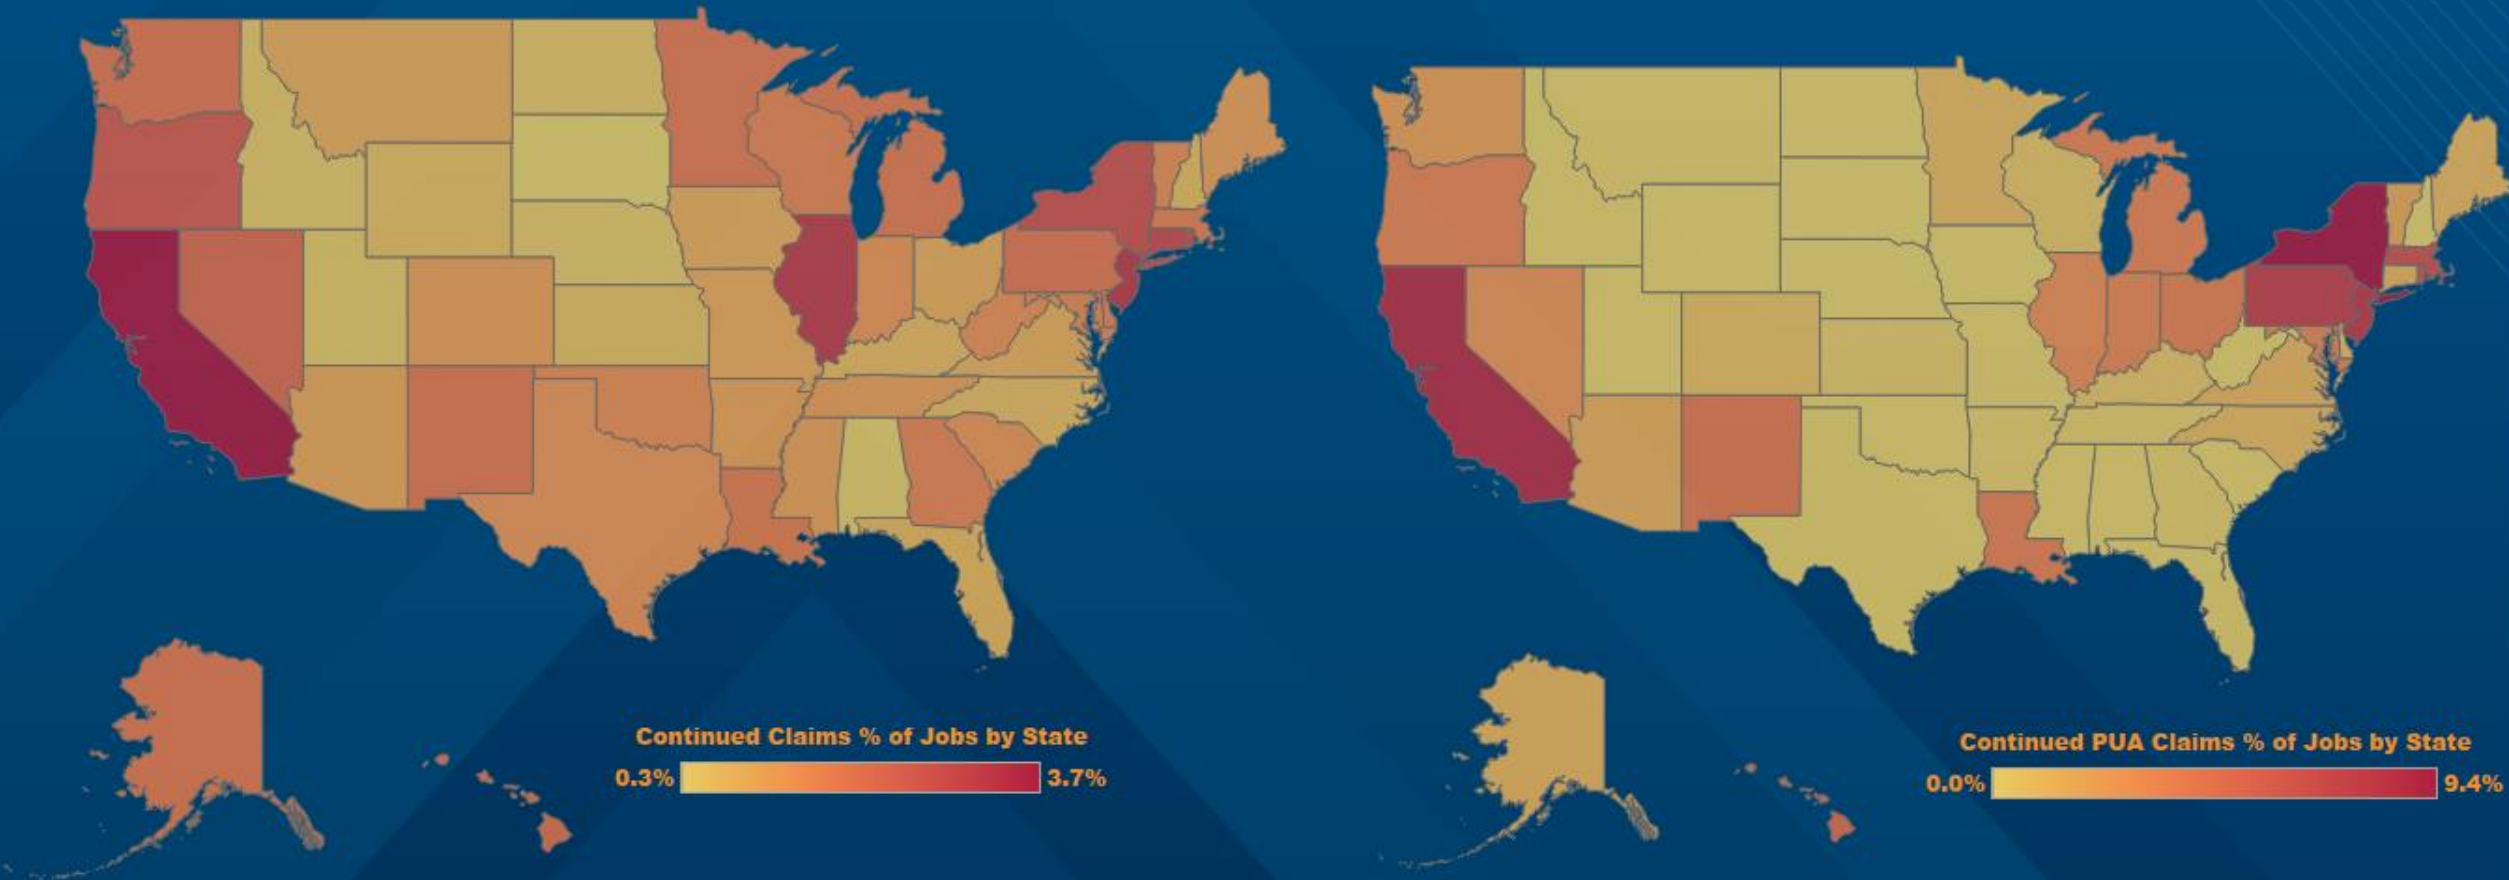 Continued Claims % of Jobs by State
0.3% 3.7%
Continued PUA Claims % of Jobs by State
0.0% 9.4%